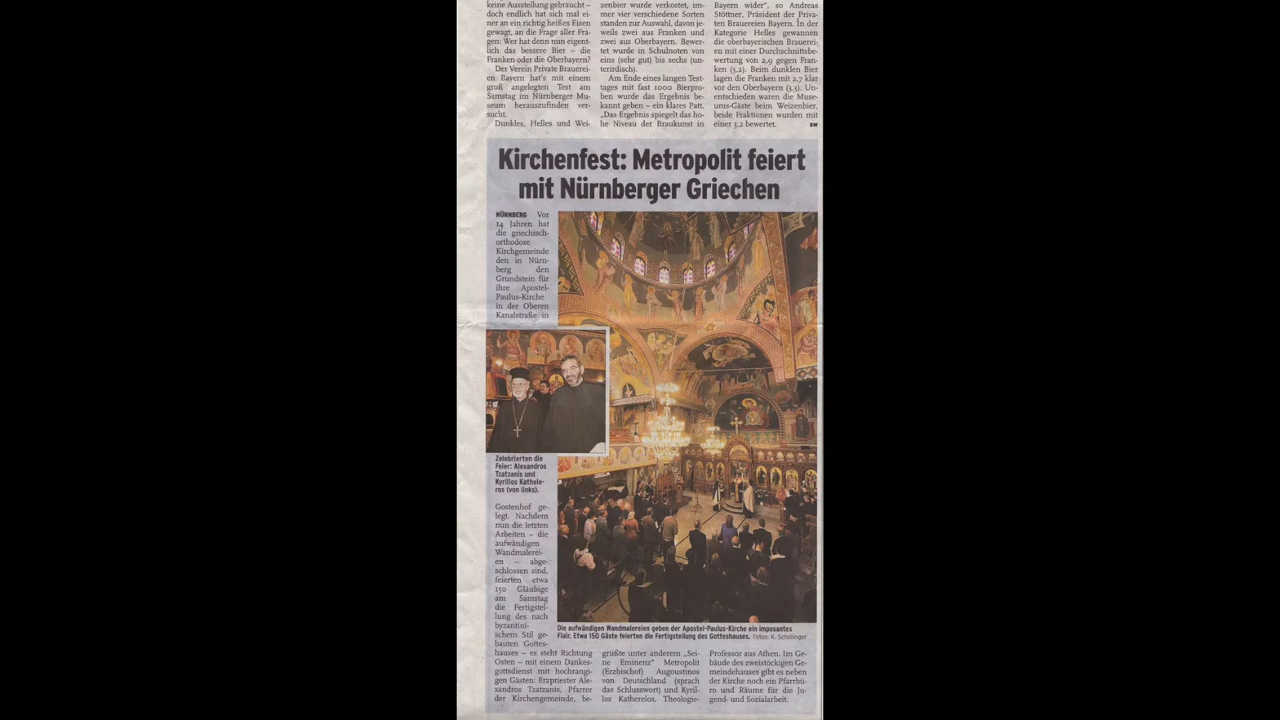 keine Ausstellung gebraucht –
doch endlich hat sich mal ei-
ner an ein richtig heißes Eisen
gewagt, an die Frage aller Fra-
gen: Wer hat denn nun eigent-
lich das bessere Bier – die
Franken oder die Oberbayern?
Der Verein Private Brauerei-
en Bayern hat's mit einem
groß angelegten Test am
Samstag im Nürnberger Mu-
seum herauszufinden ver-
sucht.
Dunkles, Helles und Wei-
zenbier wurde verkostet, im-
mer vier verschiedene Sorten
standen zur Auswahl, davon je-
weils zwei aus Franken und
zwei aus Oberbayern. Bewer-
tet wurde in Schulnoten von
eins (sehr gut) bis sechs (un-
terirdisch).
Am Ende eines langen Test-
tages mit fast 1000 Bierpro-
ben wurde das Ergebnis be-
kannt geben – ein klares Patt.
„Das Ergebnis spiegelt das ho-
he Niveau der Braukunst in
Bayern wider“, so Andreas
Stöttner, Präsident der Priva-
ten Brauereien Bayern. In der
Kategorie Helles gewannen
die oberbayerischen Brauerei-
en mit einer Durchschnittsbe-
wertung von 2,9 gegen Fran-
ken (3,2). Beim dunklen Bier
lagen die Franken mit 2,7 klar
vor den Oberbayern (3,5). Un-
entschieden waren die Muse-
ums-Gäste beim Weizenbier,
beide Fraktionen wurden mit
einer 3,2 bewertet. sw
Kirchenfest: Metropolit feiert
mit Nürnberger Griechen
NÜRNBERG Vor
14 Jahren hat
die griechisch-
orthodoxe
Kirchgemeinde
den in Nürn-
berg den
Grundstein für
ihre Apostel-
Paulus-Kirche
in der Oberen
Kanalstraße in
Zelebrierten die
Feier: Alexandros
Tzatzanis und
Kyrillos Kathele-
ros (von links).
Gostenhof ge-
legt. Nachdem
nun die letzten
Arbeiten – die
aufwändigen
Wandmalerei-
en – abge-
schlossen sind,
feierten etwa
150 Gläubige
am Samstag
die Fertigstel-
lung des nach
byzantini-
schem Stil ge-
bauten Gottes-
hauses – es steht Richtung
Osten – mit einem Dankes-
gottsdienst mit hochrangi-
gen Gästen: Erzpriester Ale-
xandros Tzatzanis, Pfarrer
der Kirchengemeinde, be-
Die aufwändigen Wandmalereien geben der Apostel-Paulus-Kirche ein imposantes
Flair. Etwa 150 Gäste feierten die Fertigstellung des Gotteshauses. Fotos: K. Schillinger
grüßte unter anderem „Sei-
ne Eminenz“ Metropolit
(Erzbischof) Augoustinos
von Deutschland (sprach
das Schlusswort) und Kyril-
los Katherelos, Theologie-
Professor aus Athen. Im Ge-
bäude des zweistöckigen Ge-
meindehauses gibt es neben
der Kirche noch ein Pfarrbü-
ro und Räume für die Ju-
gend- und Sozialarbeit.